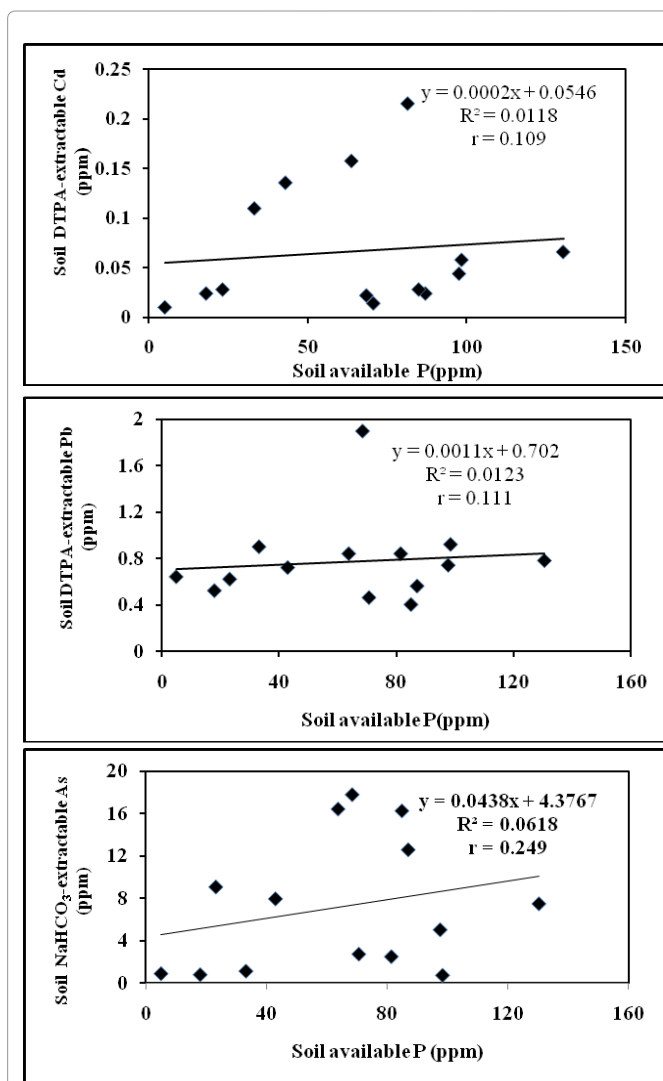 Soil DTPA-extractable Cd
(ppm)
0.25
0.2
0.15
0.1
0.05
0
y = 0.0002x + 0.0546
R² = 0.0118
r = 0.109
0 50 100 150
Soil available P(ppm)
Soil DTPA-extractable Pb
(ppm)
2
1.6
1.2
0.8
0.4
0
y = 0.0011x + 0.702
R² = 0.0123
r = 0.111
0 40 80 120 160
Soil available P(ppm)
Soil NaHCO₃-extractable As
(ppm)
20
16
12
8
4
0
y = 0.0438x + 4.3767
R² = 0.0618
r = 0.249
0 40 80 120 160
Soil available P (ppm)